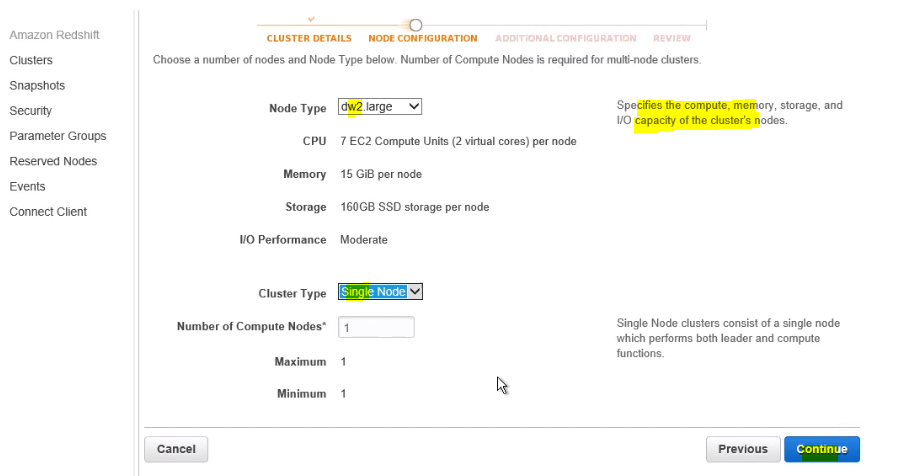 Amazon Redshift
Clusters
Snapshots
Security
Parameter Groups
Reserved Nodes
Events
Connect Client
CLUSTER DETAILS NODE CONFIGURATION ADDITIONAL CONFIGURATION REVIEW
Choose a number of nodes and Node Type below. Number of Compute Nodes is required for multi-node clusters.
Node Type dw2.large
Specifies the compute, memory, storage, and
I/O capacity of the cluster's nodes.
CPU 7 EC2 Compute Units (2 virtual cores) per node
Memory 15 GiB per node
Storage 160GB SSD storage per node
I/O Performance Moderate
Cluster Type Single Node
Number of Compute Nodes* 1
Single Node clusters consist of a single node
which performs both leader and compute
functions.
Maximum 1
Minimum 1
Cancel Previous Continue